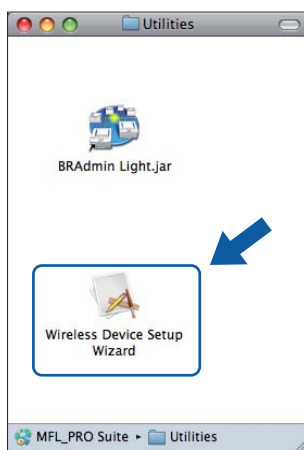 Utilities
BRAdmin Light.jar
Wireless Device Setup
Wizard
MFL_PRO Suite ▸ Utilities